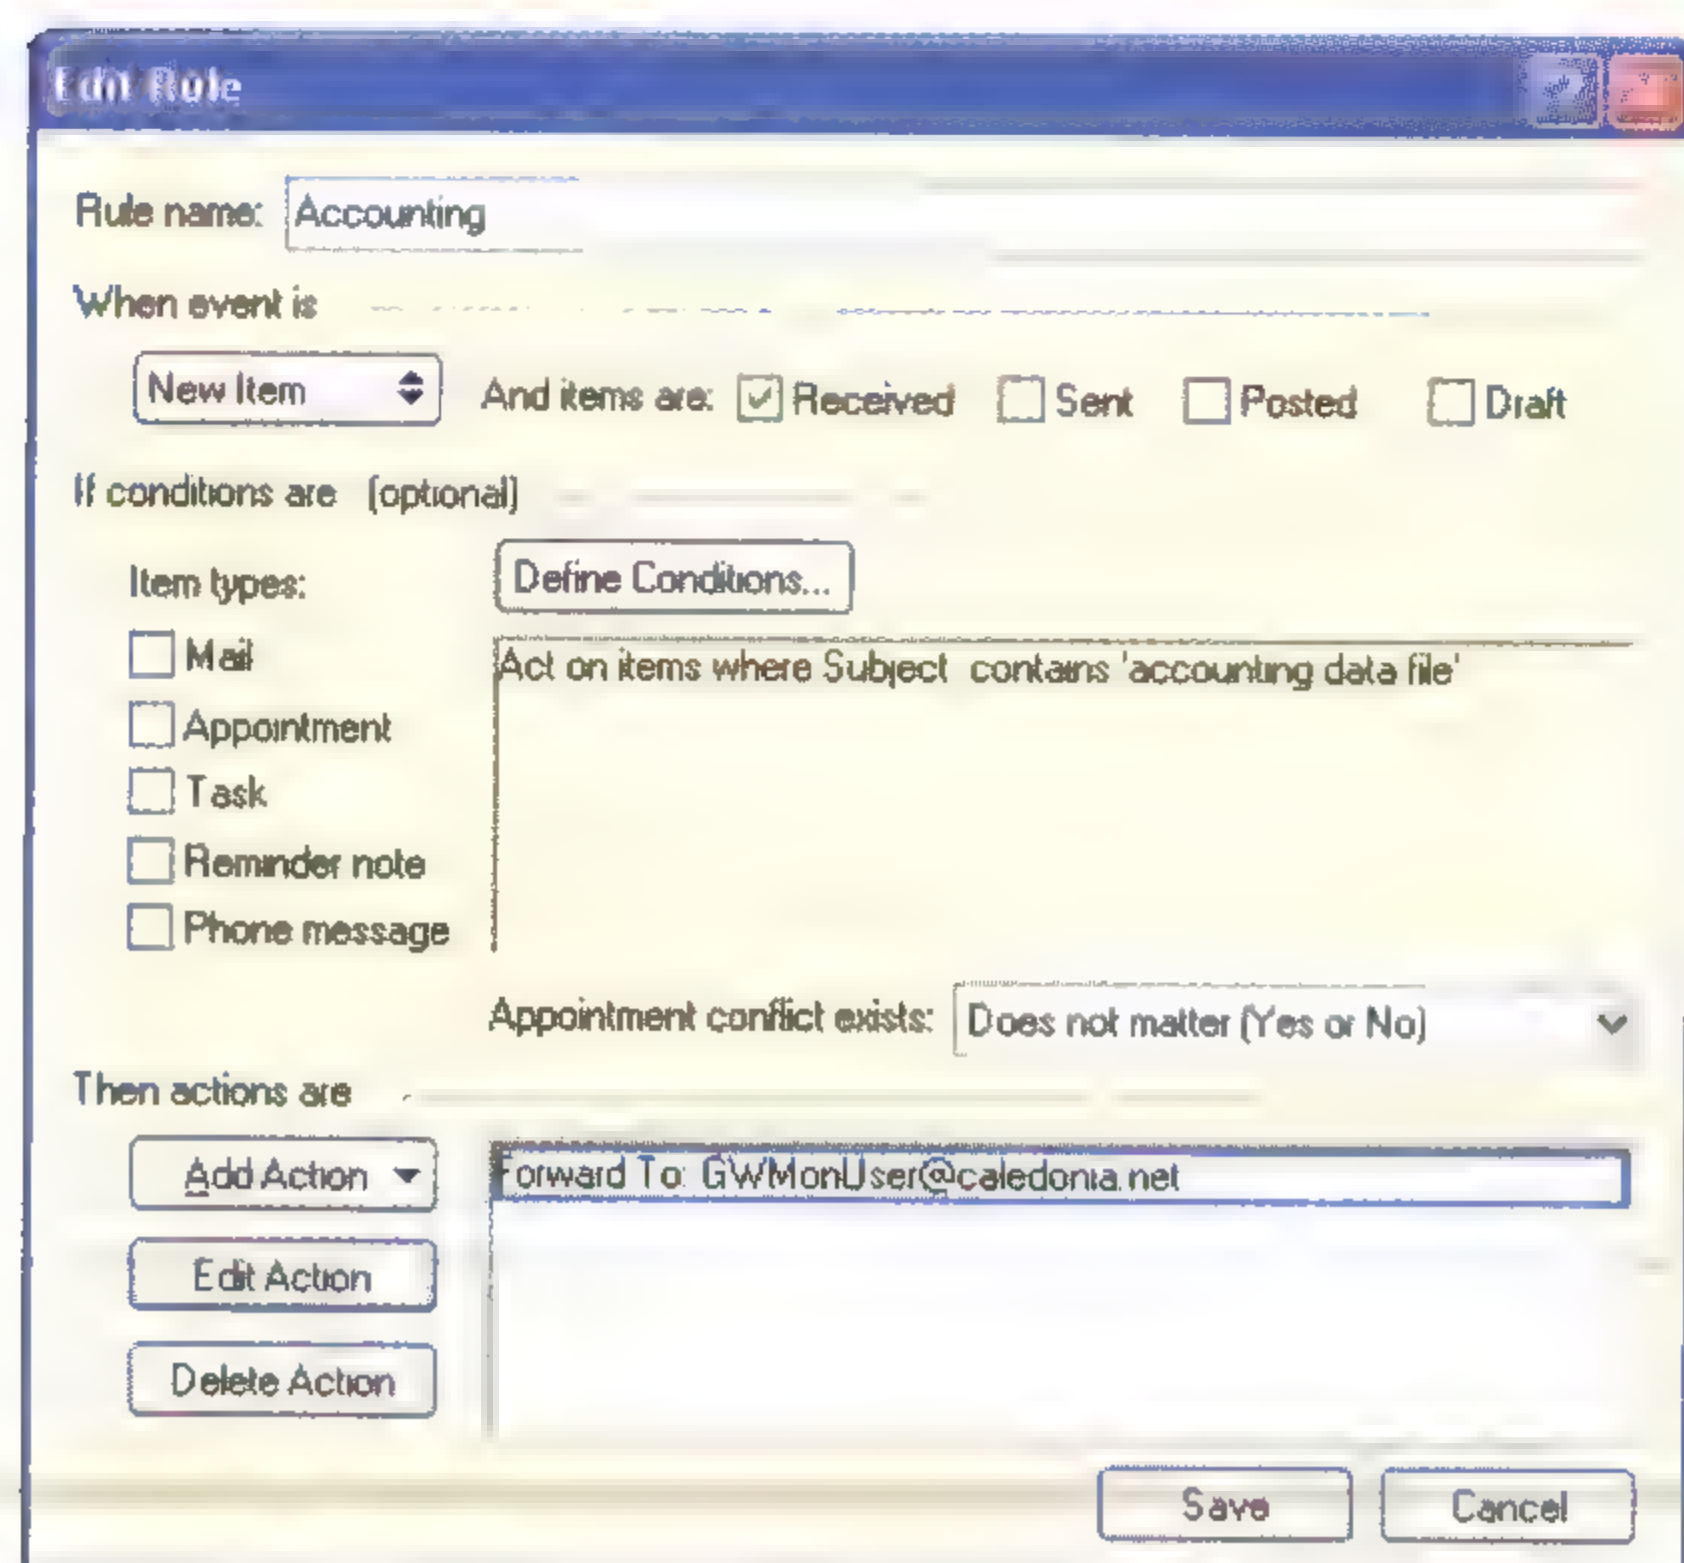 Edit Rule
Rule name: Accounting
When event is
New Item And items are: Received Sent Posted Draft
If conditions are (optional)
Item types: Define Conditions...
Mail
Act on items where Subject contains 'accounting data file'
Appointment
Task
Reminder note
Phone message
Appointment conflict exists: Does not matter (Yes or No)
Then actions are
Add Action Forward To: GWMonUser@caledonia.net
Edit Action
Delete Action
Save Cancel